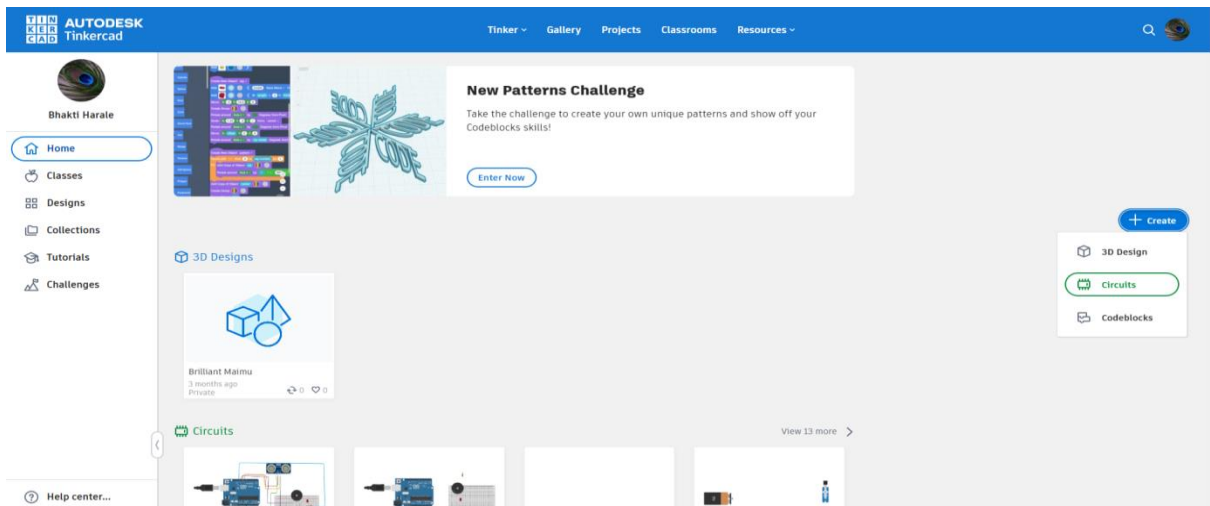 TIN
KER
CAD
AUTODESK
Tinkercad
Tinker
Gallery
Projects
Classrooms
Resources
Bhakti Harale
Home
Classes
Designs
Collections
Tutorials
Challenges
Help center...
CODE
New Patterns Challenge
Take the challenge to create your own unique patterns and show off your
Codeblocks skills!
Enter Now
+ Create
3D Design
Circuits
Codeblocks
3D Designs
Brilliant Maimu
3 months ago
Private
0 0
Circuits
View 13 more